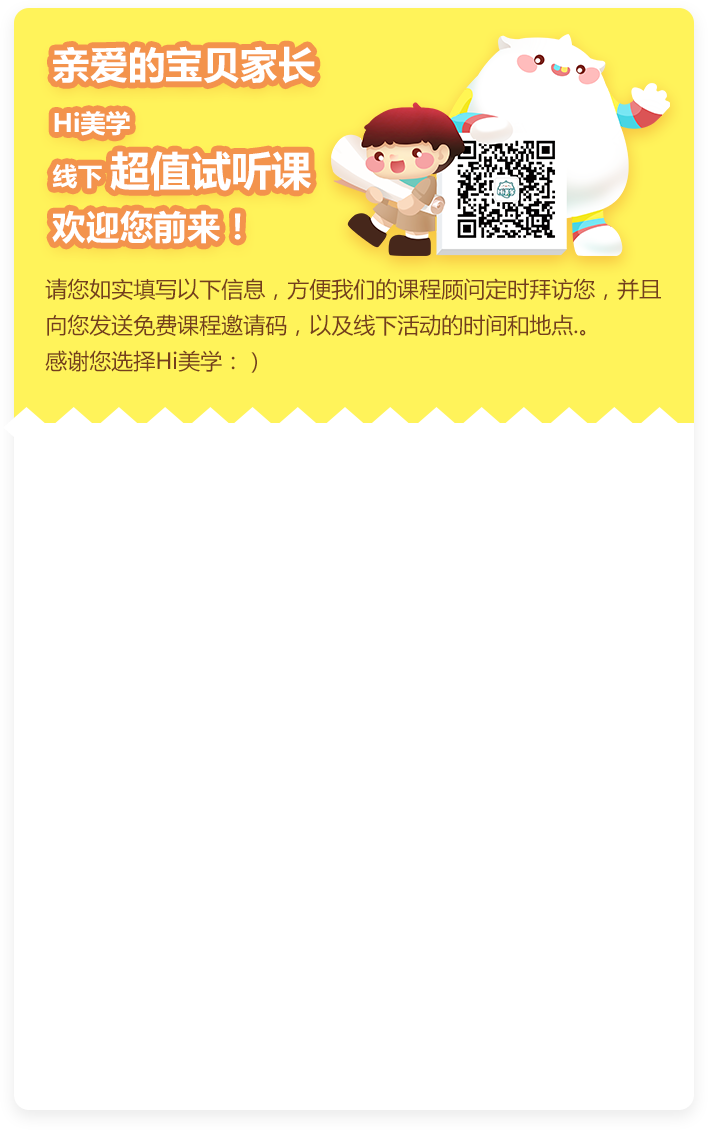 亲爱的宝贝家长
Hi美学
线下 超值试听课
欢迎您前来！
请您如实填写以下信息，方便我们的课程顾问定时拜访您，并且
向您发送免费课程邀请码，以及线下活动的时间和地点.。
感谢您选择Hi美学：）
Hi美学